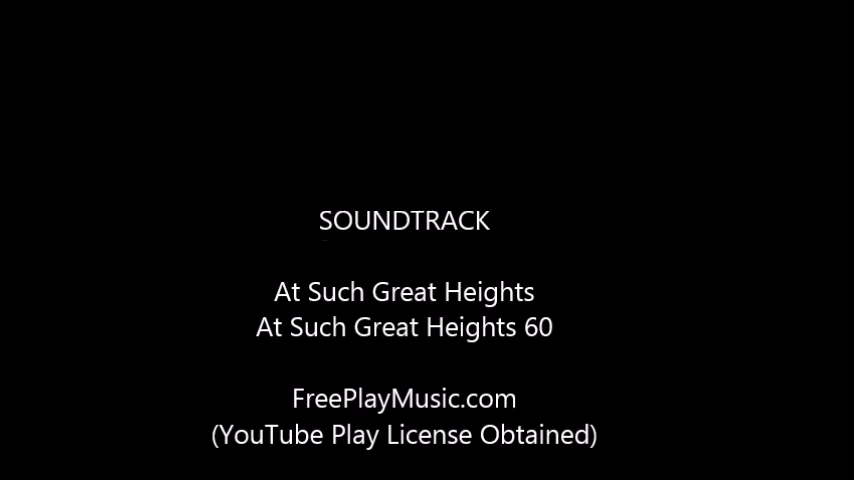 SOUNDTRACK
At Such Great Heights
At Such Great Heights 60
FreePlayMusic.com
(YouTube Play License Obtained)